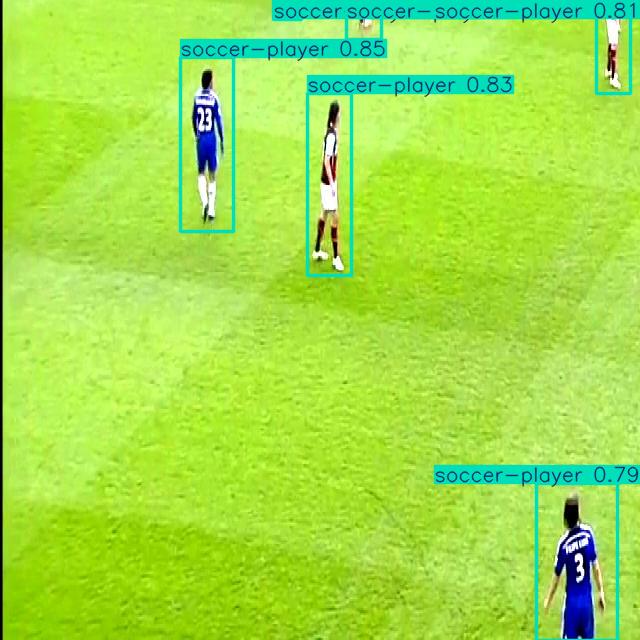 soccer soccer-soccer-player 0.81
soccer-player 0.85
soccer-player 0.83
23
soccer-player 0.79
3